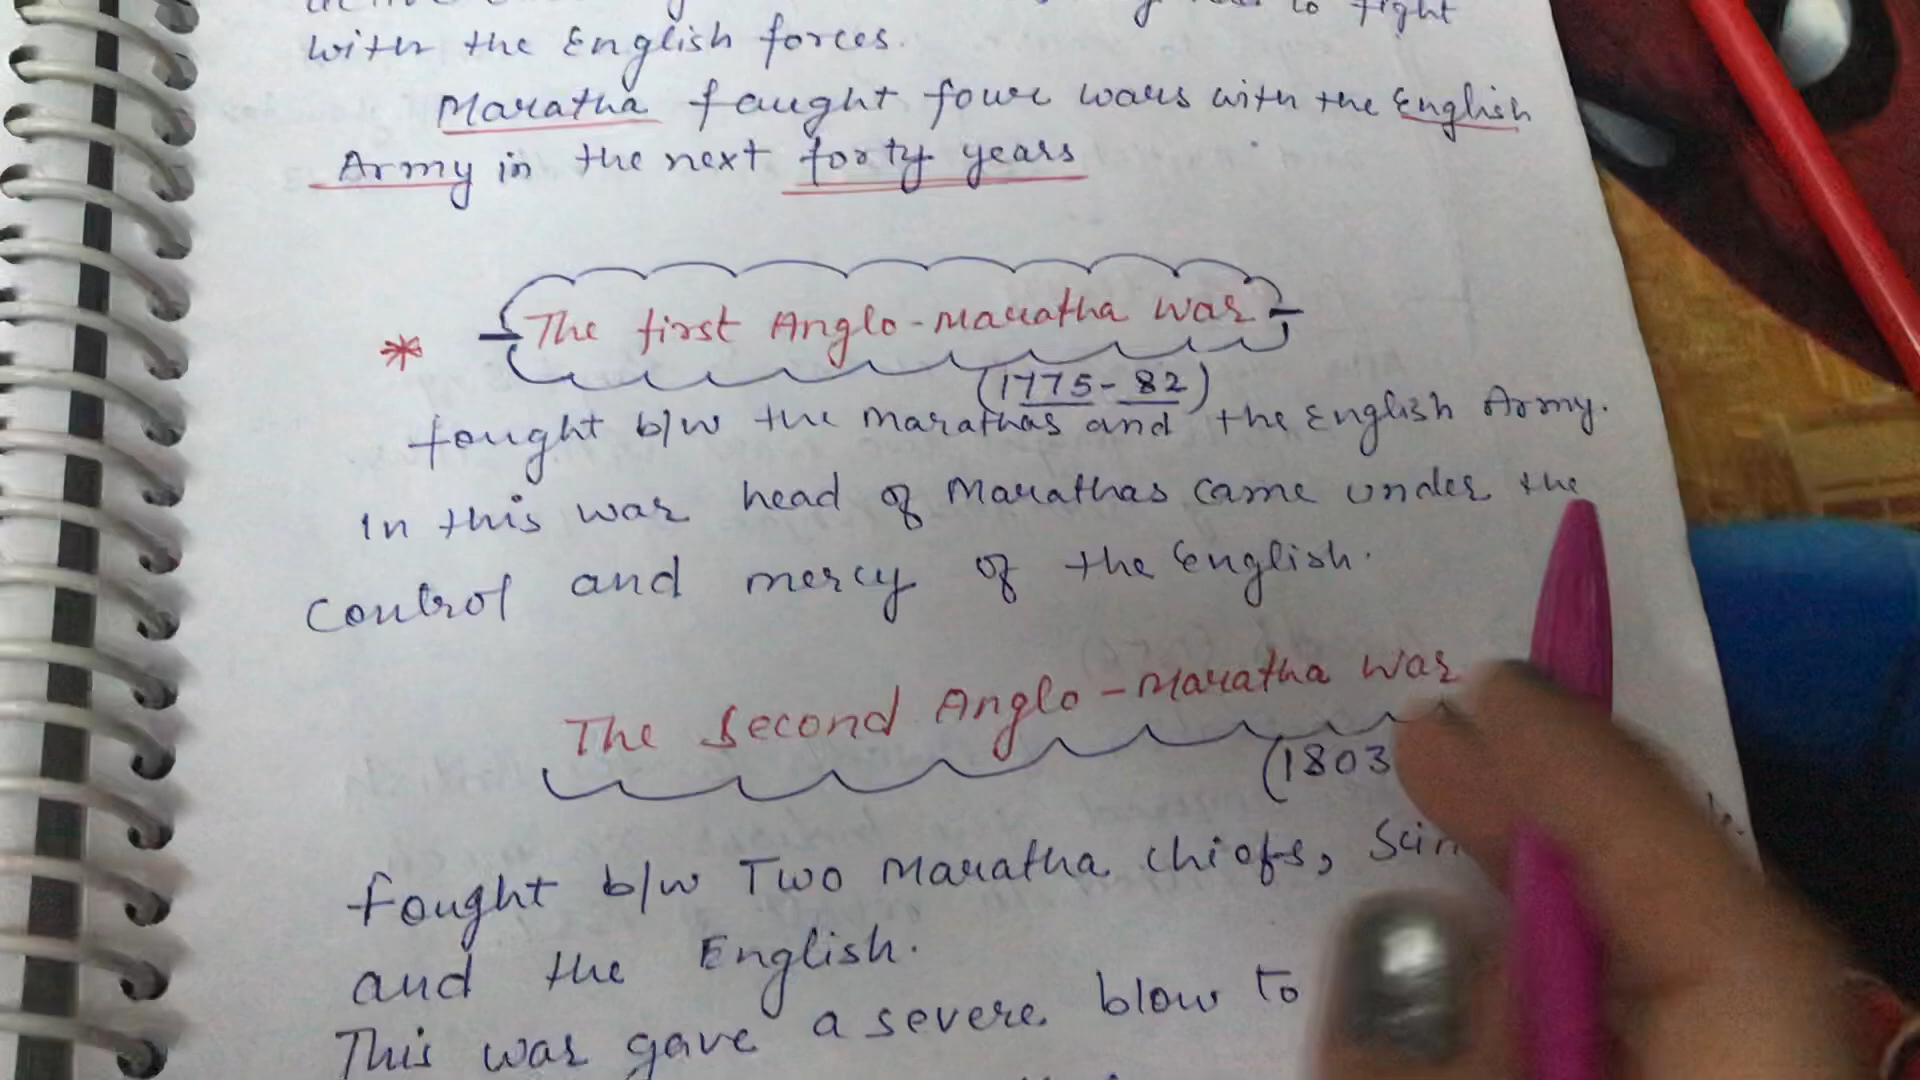 to fight
with the English forces.
Maratha faught four wars with the English
Army in the next forty years
* The first Anglo-Maratha War
(1775-82)
fought b/w the Marathas and the English Army.
In this war head of Marathas came under the
control and mercy of the English.
The Second Anglo-Maratha War
(1803
Fought b/w Two Maratha chiefs,
and the English.
This war gave a severe blow to